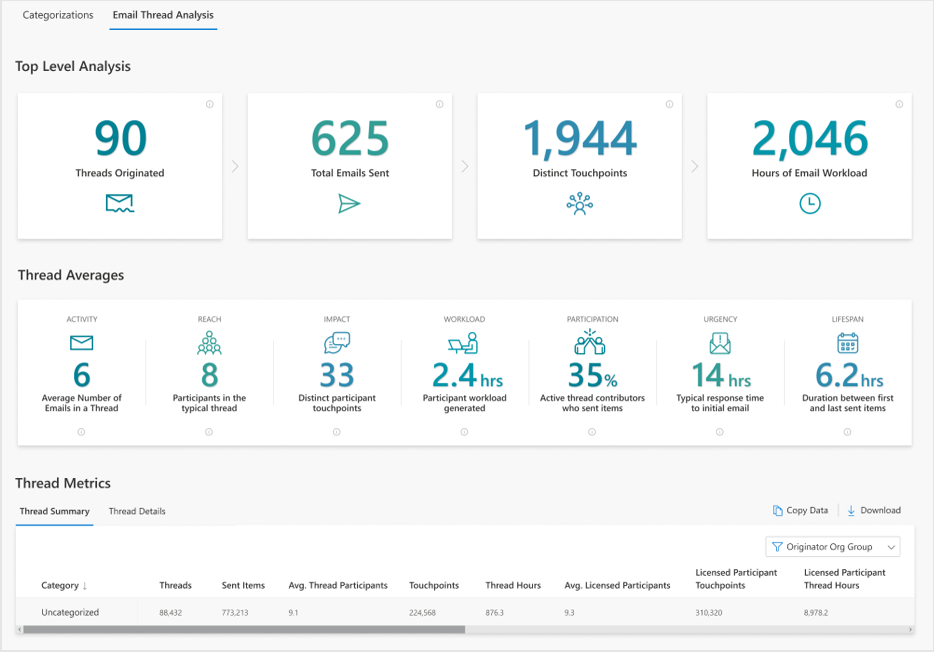 Categorizations
Email Thread Analysis
Top Level Analysis
90
Threads Originated
625
Total Emails Sent
1,944
Distinct Touchpoints
2,046
Hours of Email Workload
Thread Averages
ACTIVITY
6
Average Number of
Emails in a Thread
REACH
8
Participants in the
typical thread
IMPACT
33
Distinct participant
touchpoints
WORKLOAD
2.4 hrs
Participant workload
generated
PARTICIPATION
35%
Active thread contributors
who sent items
URGENCY
14 hrs
Typical response time
to initial email
LIFESPAN
6.2 hrs
Duration between first
and last sent items
Thread Metrics
Thread Summary
Thread Details
Copy Data
Download
Originator Org Group
Category ↓ Threads Sent Items Avg. Thread Participants Touchpoints Thread Hours Avg. Licensed Participants
Licensed Participant
Touchpoints
Licensed Participant
Thread Hours
Uncategorized 88,432 773,213 9.1 224,568 876.3 9.3 310,320 8,978.2